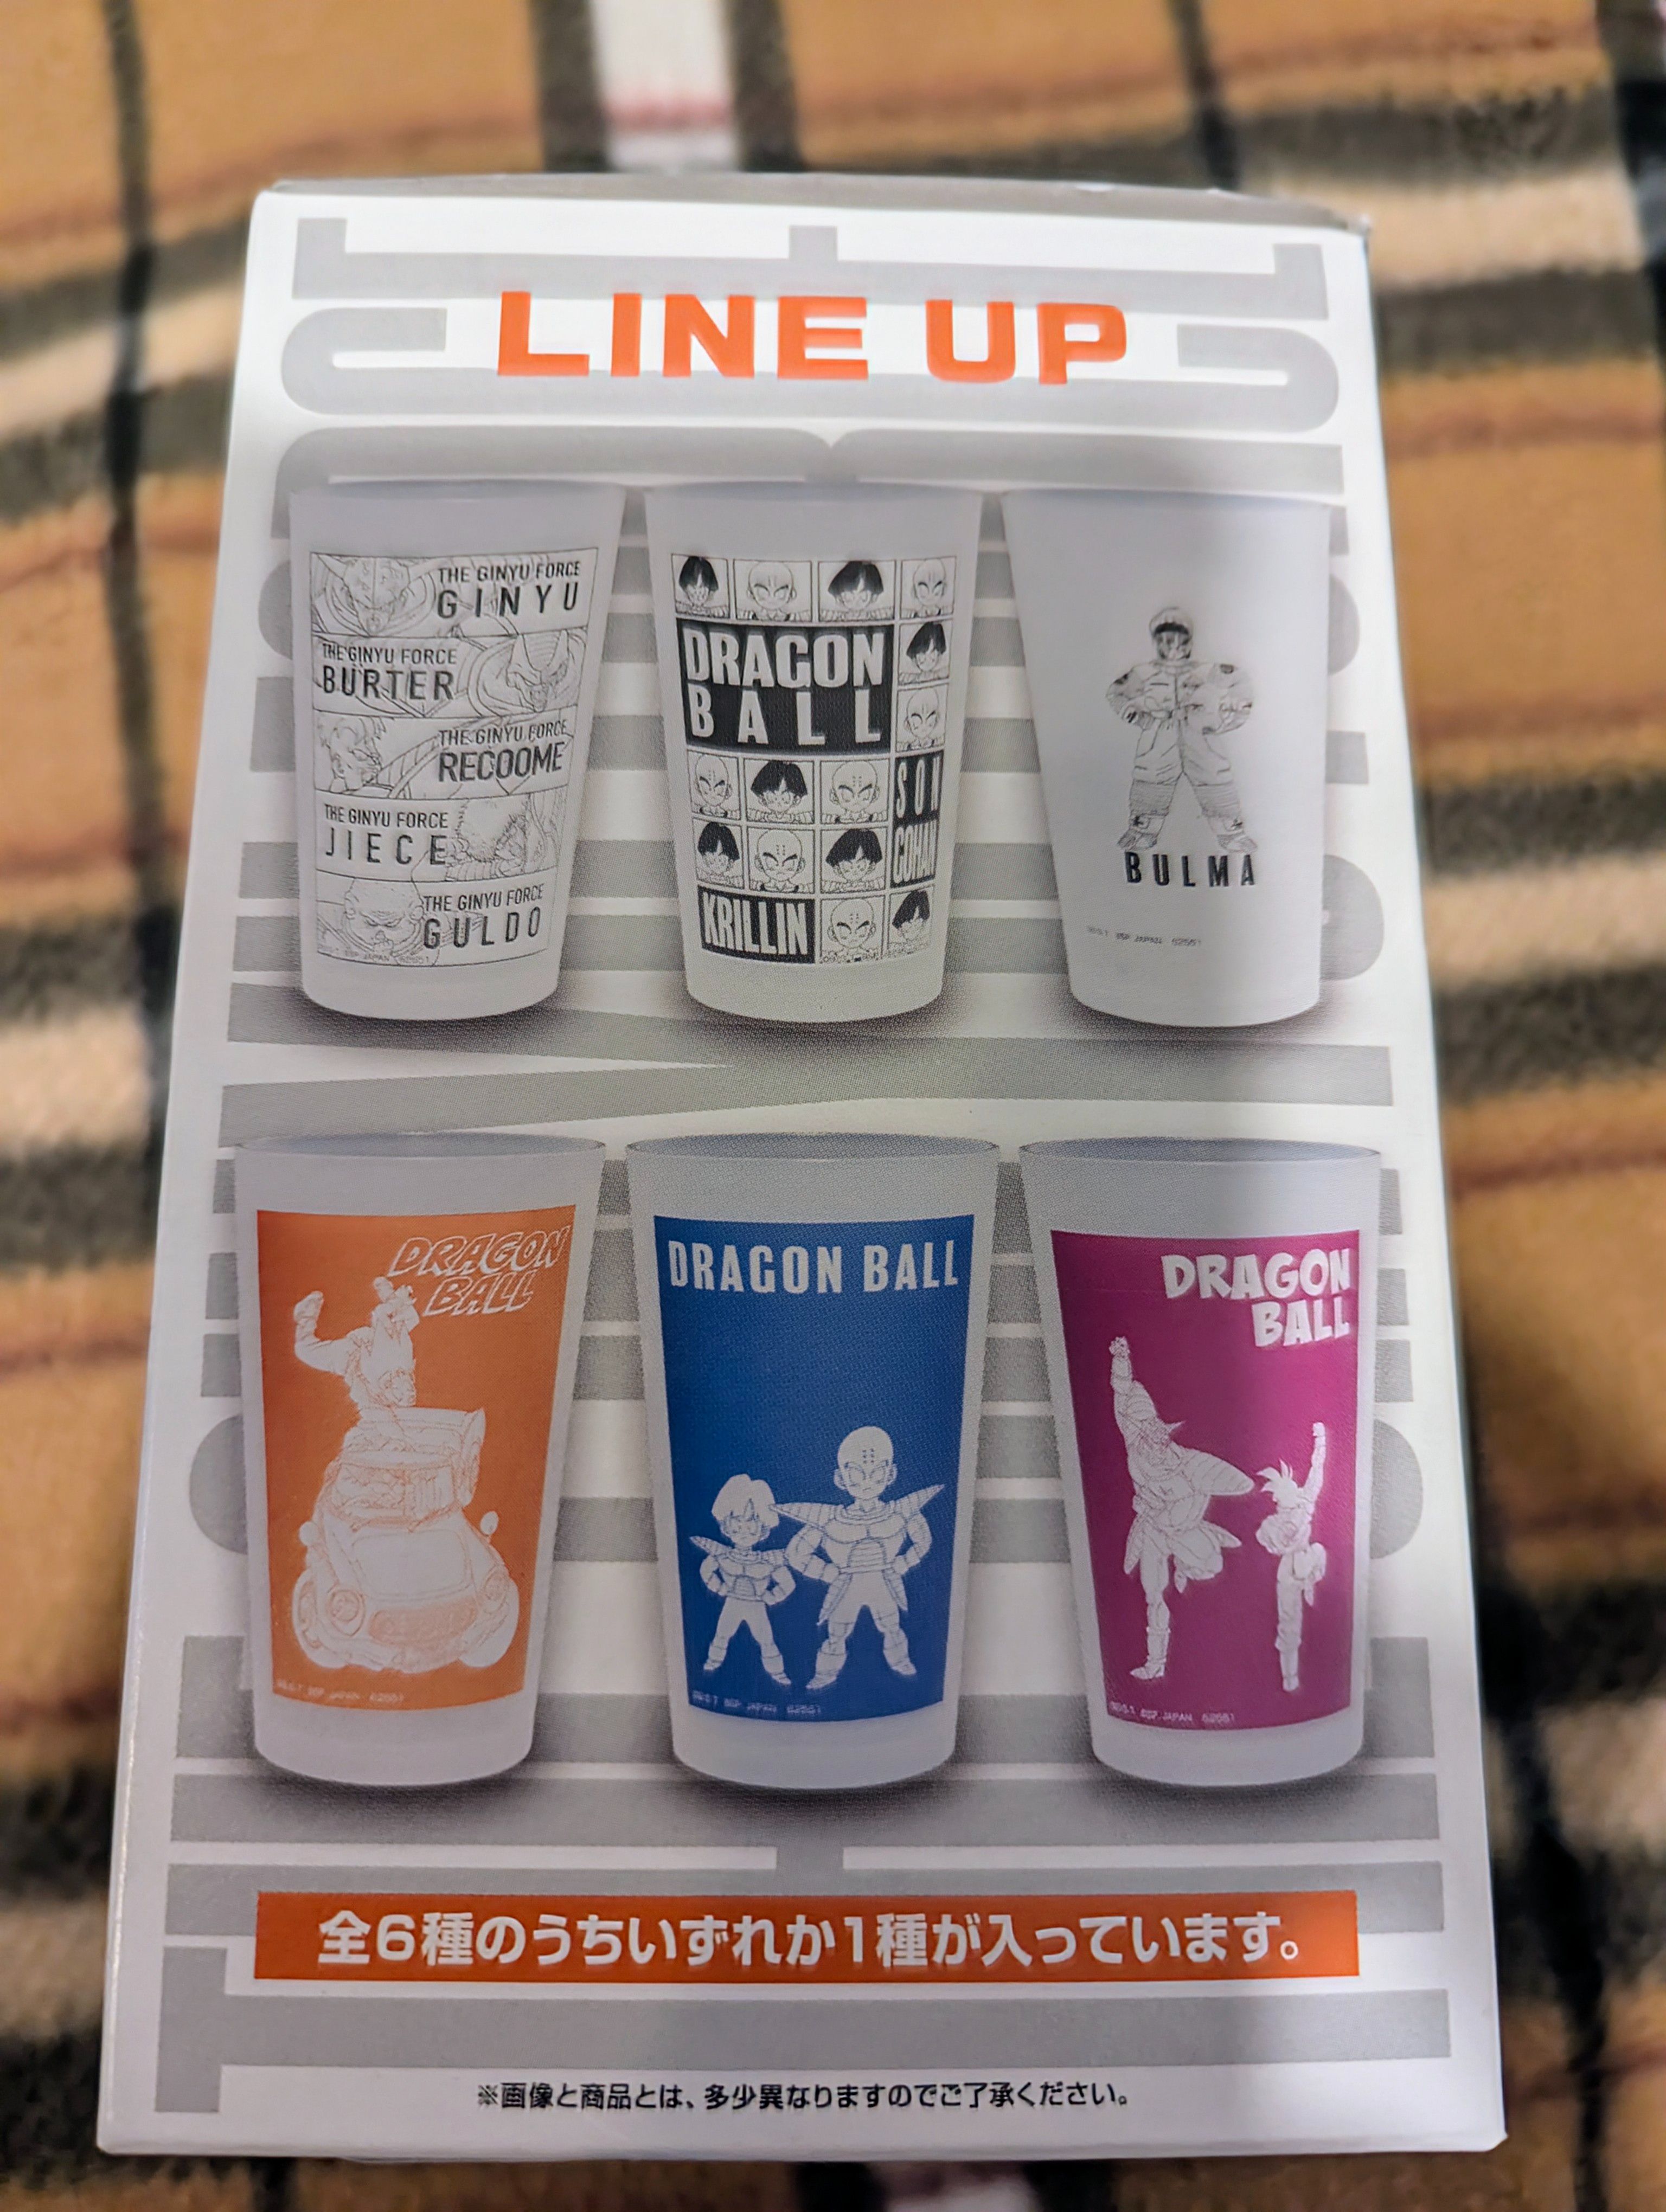 LINE UP
THE GINYU FORCE
GINYU
THE GINYU FORCE
BURTER
THE GINYU FORCE
RECOOME
THE GINYU FORCE
JIECE
THE GINYU FORCE
GULDO
DRAGON
BALL
SON
GOHAN
KRILLIN
BULMA
DRAGON
BALL
DRAGON BALL
DRAGON
BALL
全6種のうちいずれか1種が入っています。
※画像と商品とは、多少異なりますのでご了承ください。